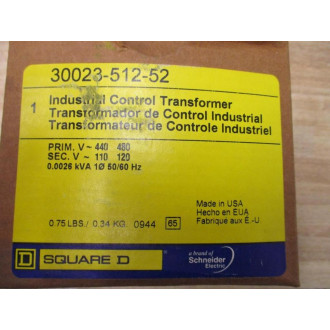 30023-512-52
1 Industrial Control Transformer
Transformador de Control Industrial
Transformateur de Controle Industriel
PRIM. V ~ 440 480
SEC. V ~ 110 120
0.0026 kVA 1Ø 50/60 Hz
Made in USA
Hecho en EUA
Fabrique aux E.-U.
0.75 LBS./ 0.34 KG. 0944 65
D SQUARE D
a brand of
Schneider
Electric